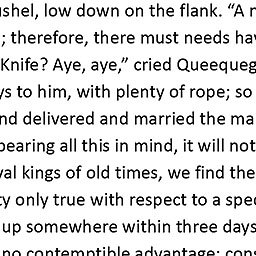 ushel, low down on the flank. “A n
; therefore, there must needs hav
Knife? Aye, aye,” cried Queequeg
s to him, with plenty of rope; so
nd delivered and married the ma
bearing all this in mind, it will not
val kings of old times, we find the
ty only true with respect to a spec
up somewhere within three days
no contemptible advantage; cons